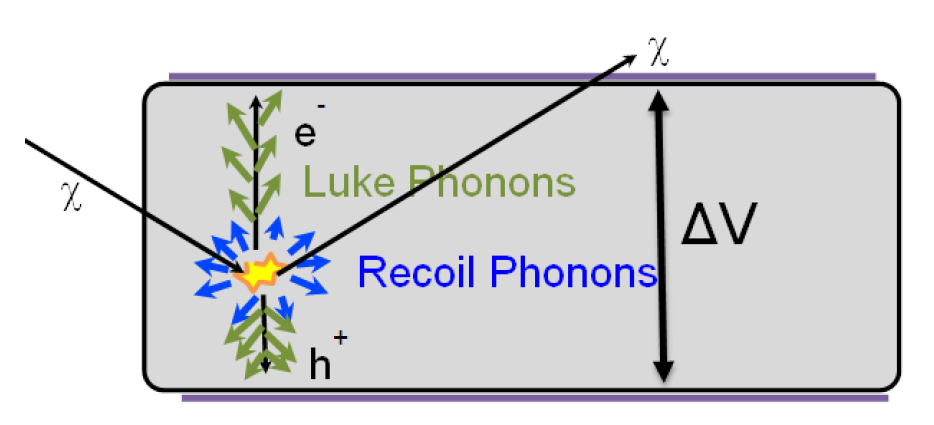 χ
e-
Luke Phonons
χ
ΔV
Recoil Phonons
h+